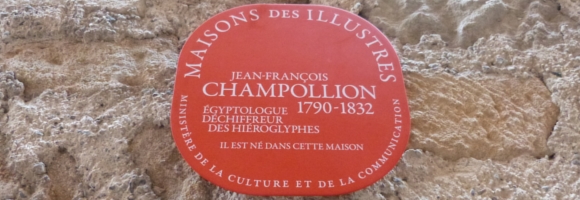 MAISONS DES ILLUSTRES
JEAN-FRANÇOIS
CHAMPOLLION
1790-1832
ÉGYPTOLOGUE
DÉCHIFFREUR
DES HIÉROGLYPHES
IL EST NÉ DANS CETTE MAISON
MINISTÈRE DE LA CULTURE ET DE LA COMMUNICATION